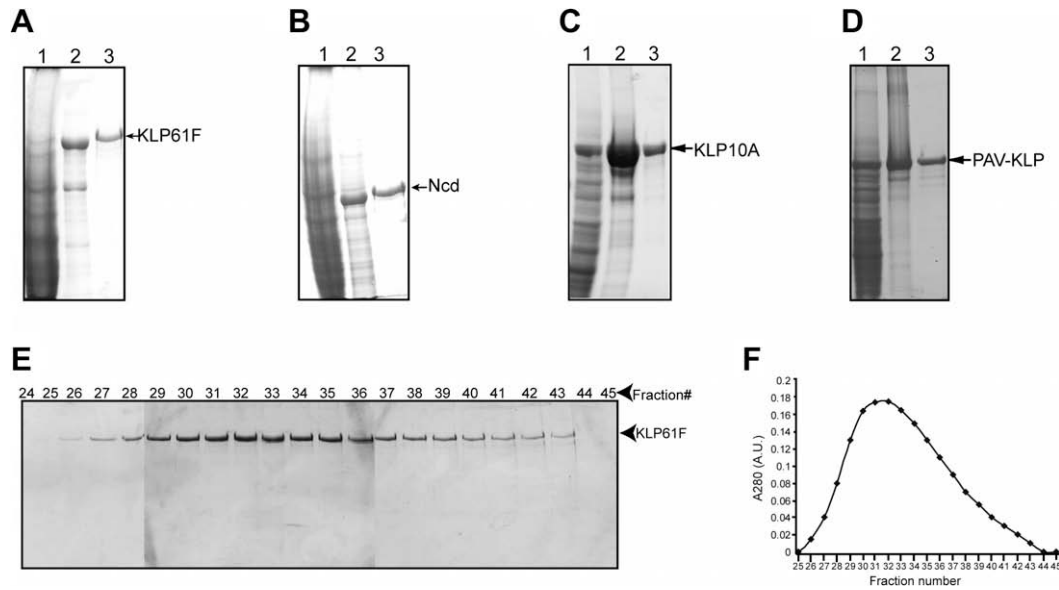 A
1 2 3
KLP61F
B
1 2 3
Ncd
C
1 2 3
KLP10A
D
1 2 3
PAV-KLP
E
24 25 26 27 28 29 30 31 32 33 34 35 36 37 38 39 40 41 42 43 44 45 Fraction#
KLP61F
F
A280 (A.U.)
0.2
0.18
0.16
0.14
0.12
0.10
0.08
0.06
0.04
0.02
0
25 26 27 28 29 30 31 32 33 34 35 36 37 38 39 40 41 42 43 44 45
Fraction number